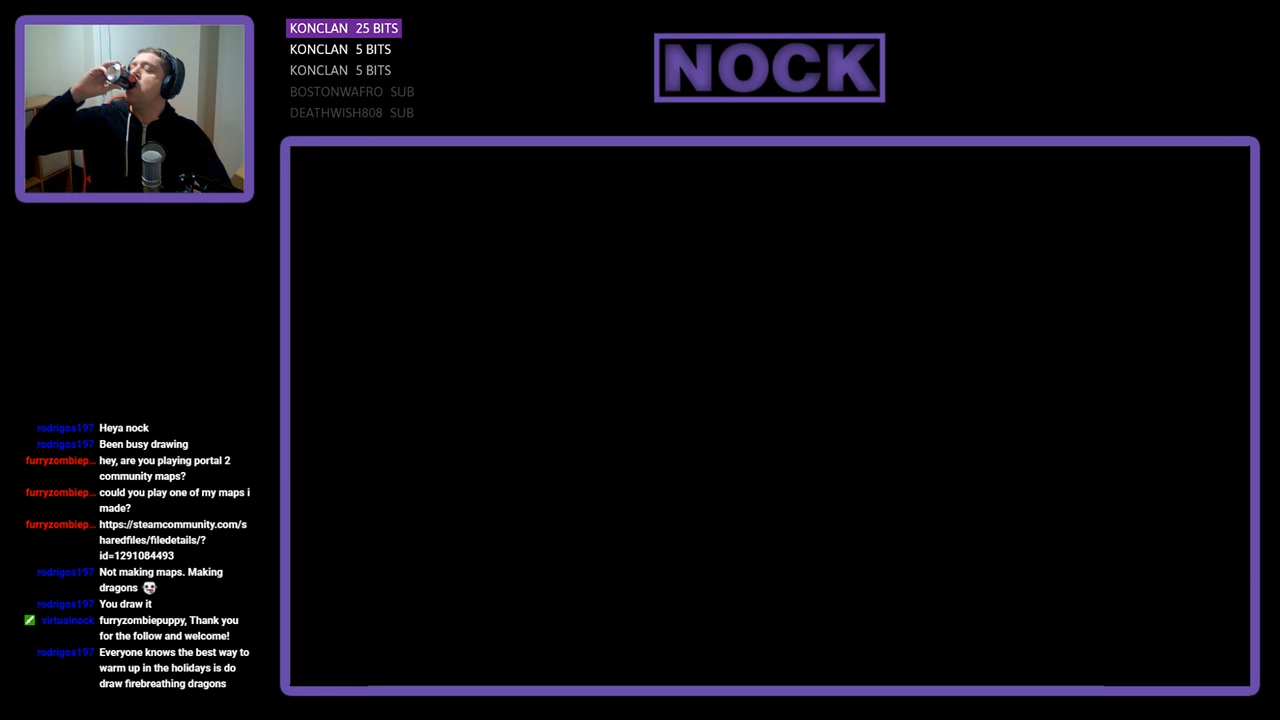 KONCLAN 25 BITS
KONCLAN 5 BITS
KONCLAN 5 BITS
BOSTONWAFRO SUB
DEATHWISH808 SUB
NOCK
rodrigos197 Heya nock
rodrigos197 Been busy drawing
furryzombiep... hey, are you playing portal 2
community maps?
furryzombiep... could you play one of my maps i
made?
furryzombiep... https://steamcommunity.com/s
haredfiles/filedetails/?
id=1291084493
rodrigos197 Not making maps. Making
dragons
rodrigos197 You draw it
virtualnock furryzombiepuppy, Thank you
for the follow and welcome!
rodrigos197 Everyone knows the best way to
warm up in the holidays is do
draw firebreathing dragons